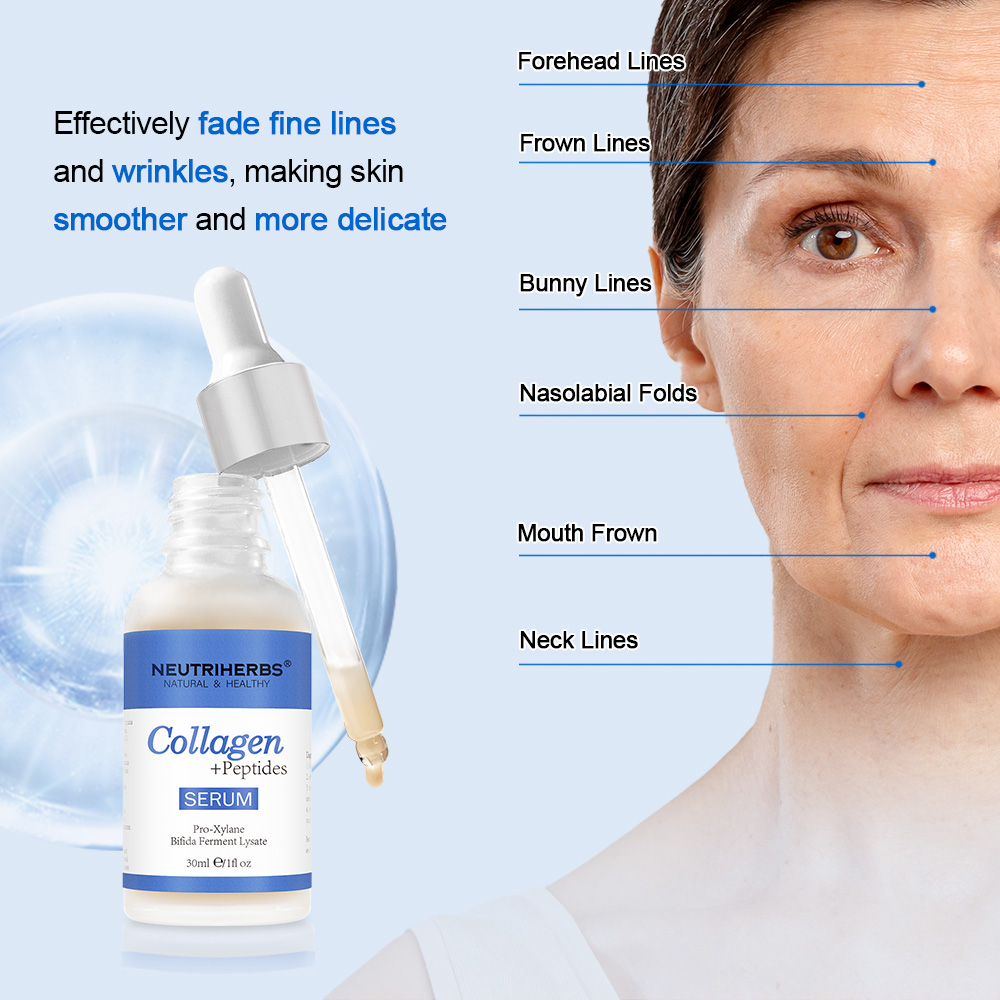 Effectively fade fine lines
and wrinkles, making skin
smoother and more delicate
Forehead Lines
Frown Lines
Bunny Lines
Nasolabial Folds
Mouth Frown
Neck Lines
NEUTRIHERBS®
NATURAL & HEALTHY
Collagen
+Peptides
SERUM
Pro-Xylane
Bifida Ferment Lysate
30ml ℮/1fl oz